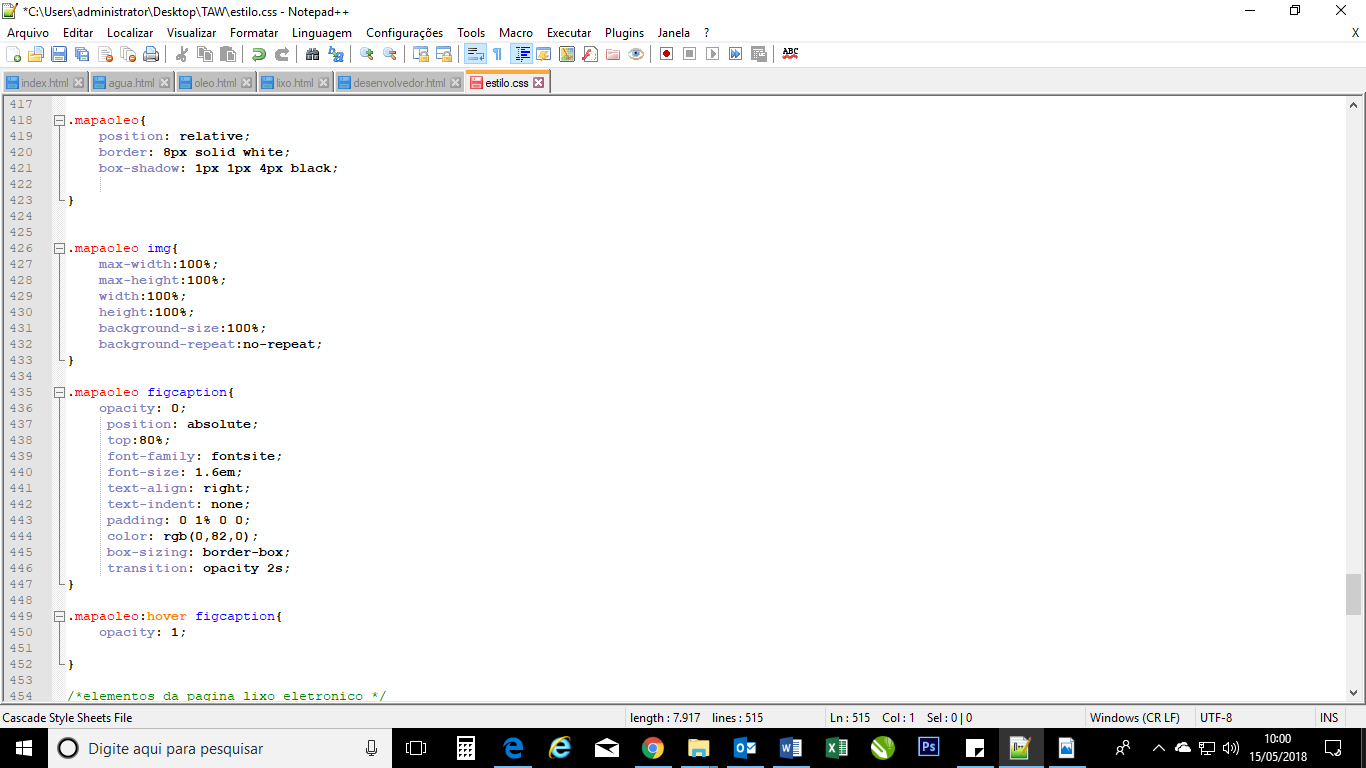 *C:\Users\administrator\Desktop\TAW\estilo.css - Notepad++
Arquivo Editar Localizar Visualizar Formatar Linguagem Configurações Tools Macro Executar Plugins Janela ? X
ABC
index.html agua.html oleo.html lixo.html desenvolvedor.html estilo.css
417
418 .mapaoleo{
419 position: relative;
420 border: 8px solid white;
421 box-shadow: 1px 1px 4px black;
422
423 }
424
425
426 .mapaoleo img{
427 max-width:100%;
428 max-height:100%;
429 width:100%;
430 height:100%;
431 background-size:100%;
432 background-repeat:no-repeat;
433 }
434
435 .mapaoleo figcaption{
436 opacity: 0;
437 position: absolute;
438 top:80%;
439 font-family: fontsite;
440 font-size: 1.6em;
441 text-align: right;
442 text-indent: none;
443 padding: 0 1% 0 0;
444 color: rgb(0,82,0);
445 box-sizing: border-box;
446 transition: opacity 2s;
447 }
448
449 .mapaoleo:hover figcaption{
450 opacity: 1;
451
452 }
453
454 /*elementos da pagina lixo eletronico */
Cascade Style Sheets File length : 7.917 lines : 515 Ln : 515 Col : 1 Sel : 0 | 0 Windows (CR LF) UTF-8 INS
Digite aqui para pesquisar
Ps
10:00
15/05/2018